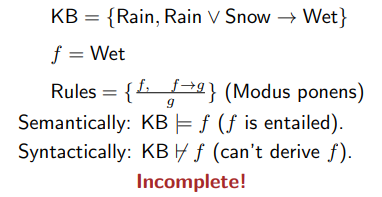 KB = {Rain, Rain ∨ Snow → Wet}
f = Wet
Rules = { f, f→g / g } (Modus ponens)
Semantically: KB ⊨ f (f is entailed).
Syntactically: KB ⊬ f (can't derive f).
Incomplete!